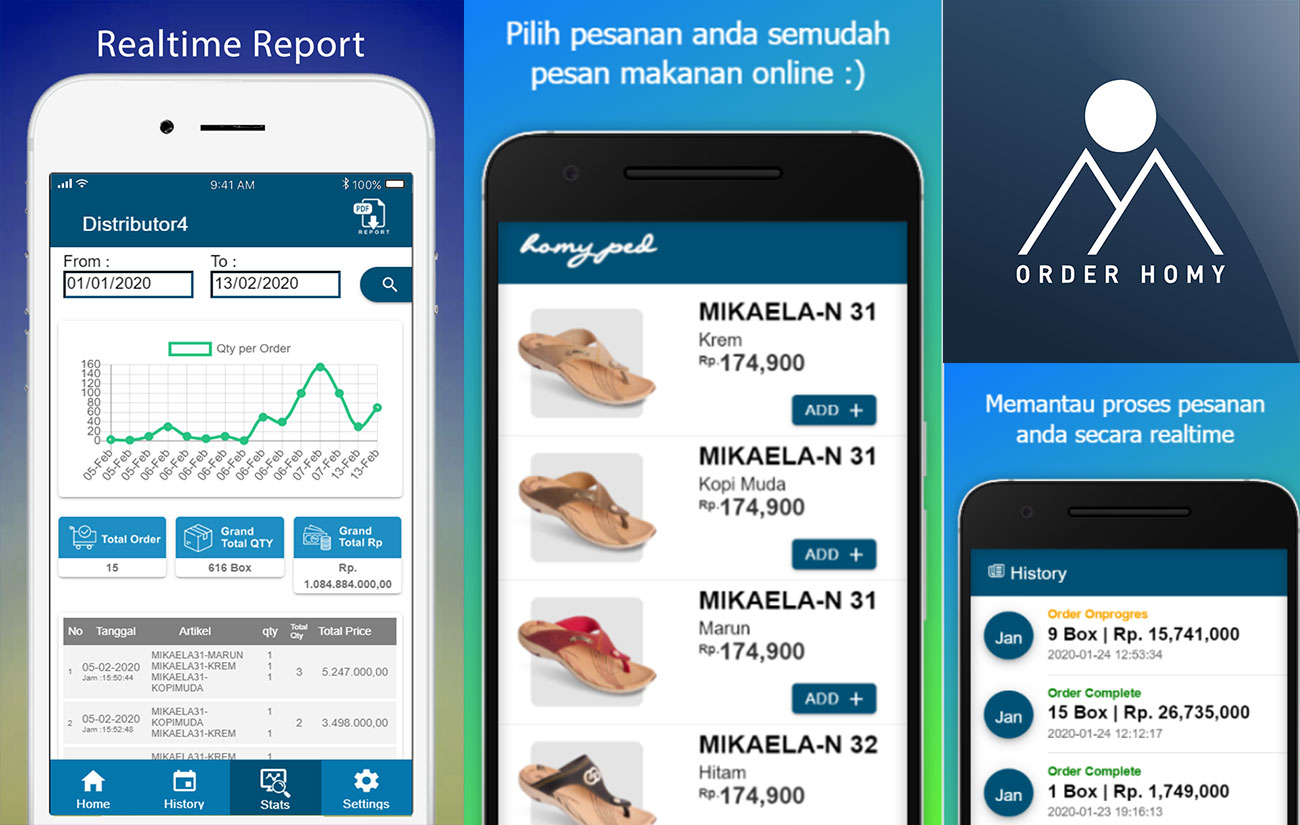 Realtime Report
9:41 AM
100%
Distributor4
PDF
REPORT
From :
To :
01/01/2020
13/02/2020
Qty per Order
160
140
120
100
80
60
40
20
0
05-Feb
05-Feb
05-Feb
06-Feb
06-Feb
06-Feb
06-Feb
06-Feb
06-Feb
06-Feb
06-Feb
07-Feb
07-Feb
13-Feb
13-Feb
Total Order
15
Grand
Total QTY
616 Box
Grand
Total Rp
Rp.
1.084.884.000,00
No Tanggal Artikel qty Total Qty Total Price
1 05-02-2020 Jam :15:50:44
MIKAELA31-MARUN 1
MIKAELA31-KREM 1
MIKAELA31-KOPIMUDA 1
3 5.247.000,00
2 05-02-2020 Jam :15:52:48
MIKAELA31-KOPIMUDA 1
MIKAELA31-KREM 1
2 3.498.000,00
MIKAELA31-KREM 1
Home
History
Stats
Settings
Pilih pesanan anda semudah
pesan makanan online :)
homy ped
MIKAELA-N 31
Krem
Rp.174,900
ADD +
MIKAELA-N 31
Kopi Muda
Rp.174,900
ADD +
MIKAELA-N 31
Marun
Rp.174,900
ADD +
MIKAELA-N 32
Hitam
Rp.174,900
ORDER HOMY
Memantau proses pesanan
anda secara realtime
History
Jan
Order Onprogres
9 Box | Rp. 15,741,000
2020-01-24 12:53:34
Jan
Order Complete
15 Box | Rp. 26,735,000
2020-01-24 12:12:17
Jan
Order Complete
1 Box | Rp. 1,749,000
2020-01-23 19:16:13